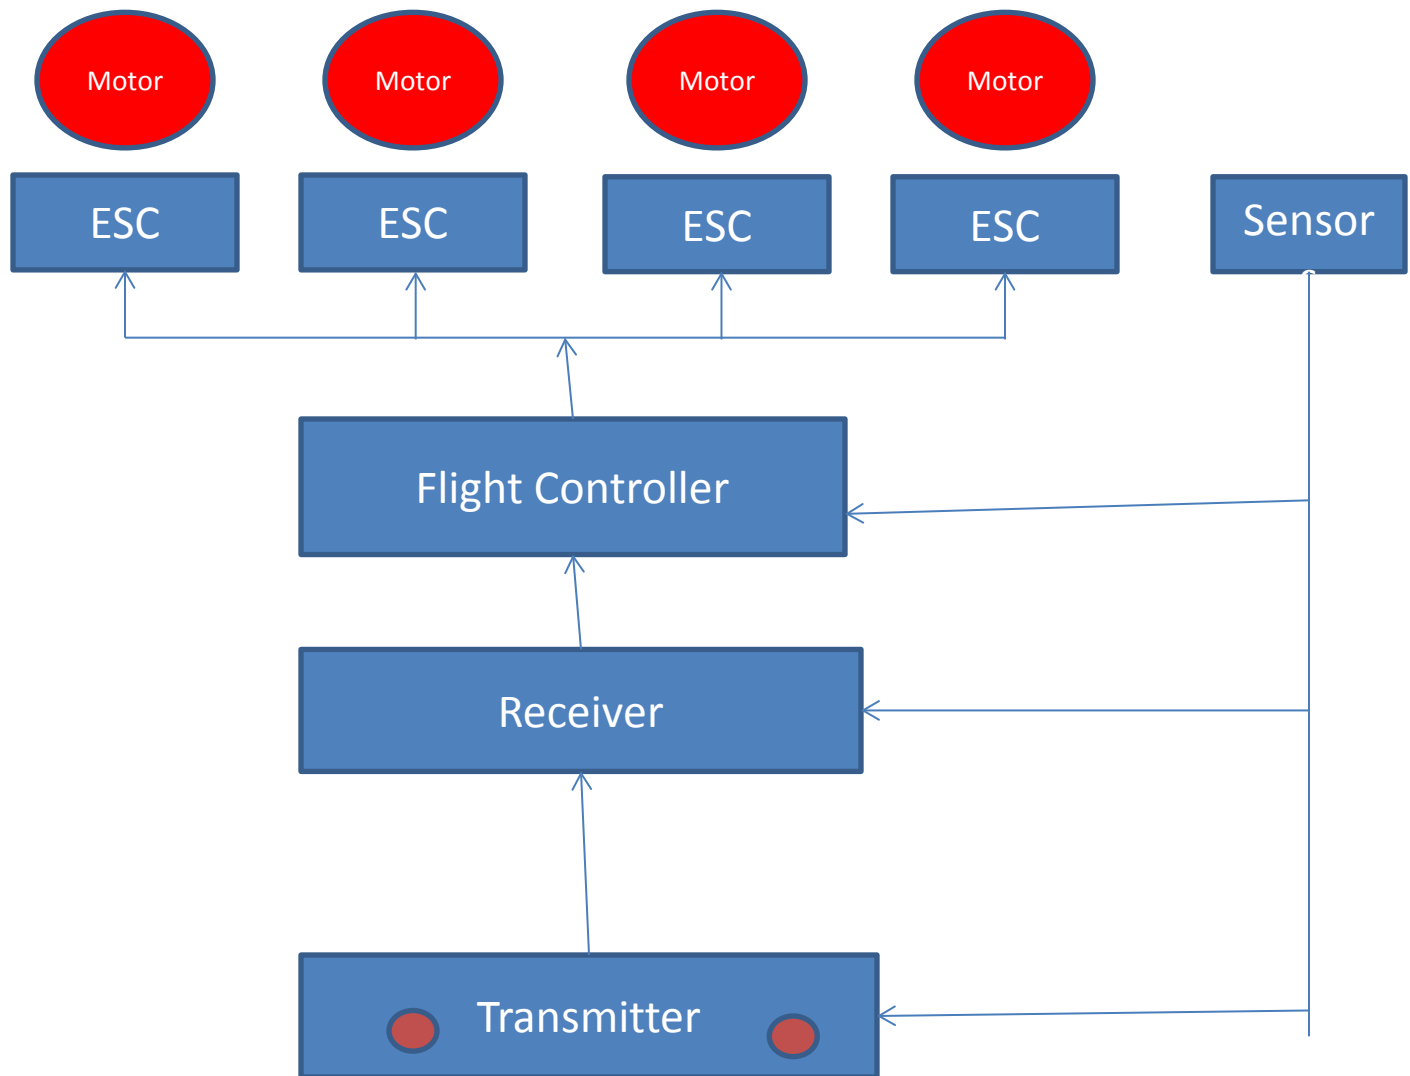 Motor
Motor
Motor
Motor
ESC
ESC
ESC
ESC
Sensor
Flight Controller
Receiver
Transmitter